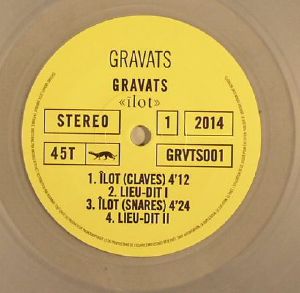 GRAVATS
GRAVATS
«îlot»
STEREO 1 2014
45T GRVTS001
1. ÎLOT (CLAVES) 4'12
2. LIEU-DIT I
3. ÎLOT (SNARES) 4'24
4. LIEU-DIT II